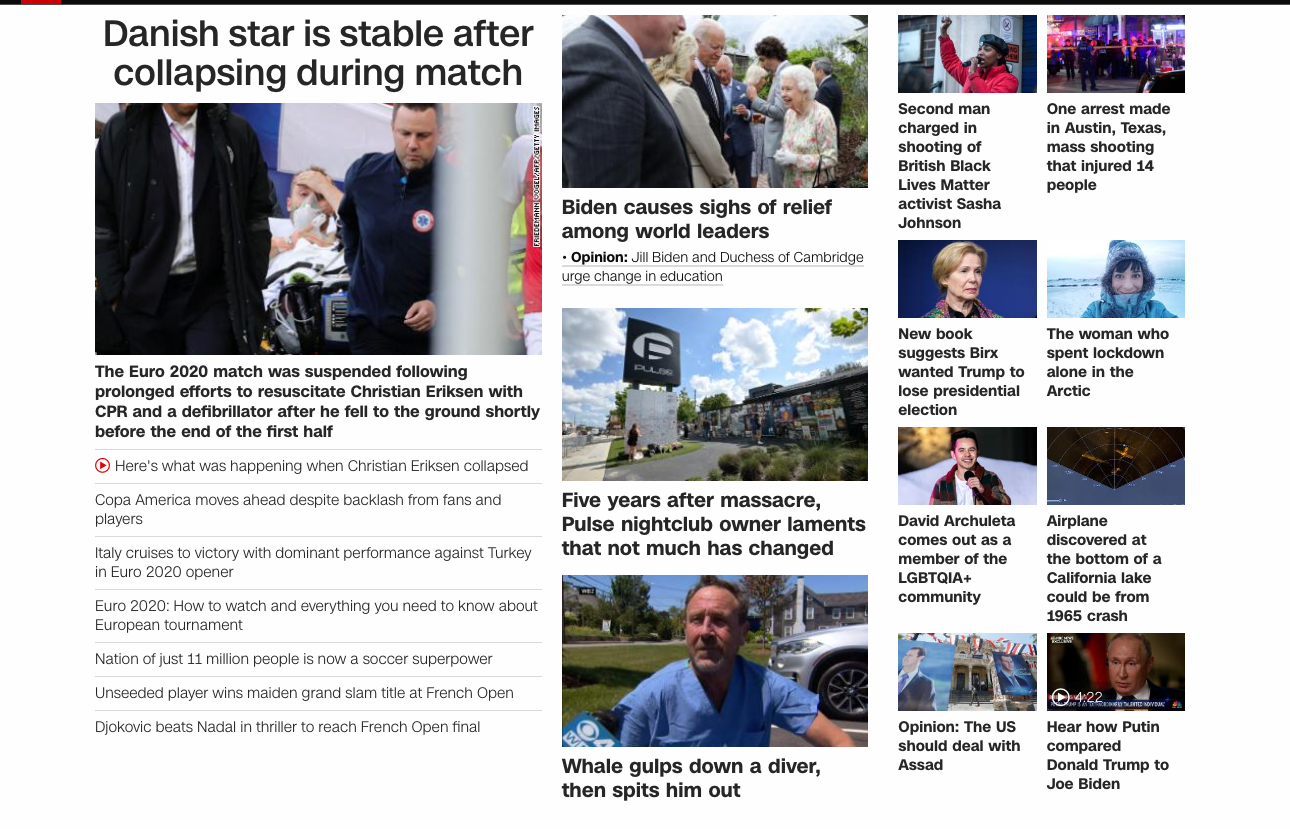 Danish star is stable after
collapsing during match
FRIEDEMANN VOGEL/AFP/GETTY IMAGES
The Euro 2020 match was suspended following
prolonged efforts to resuscitate Christian Eriksen with
CPR and a defibrillator after he fell to the ground shortly
before the end of the first half
Here's what was happening when Christian Eriksen collapsed
Copa America moves ahead despite backlash from fans and
players
Italy cruises to victory with dominant performance against Turkey
in Euro 2020 opener
Euro 2020: How to watch and everything you need to know about
European tournament
Nation of just 11 million people is now a soccer superpower
Unseeded player wins maiden grand slam title at French Open
Djokovic beats Nadal in thriller to reach French Open final
Biden causes sighs of relief
among world leaders
• Opinion: Jill Biden and Duchess of Cambridge
urge change in education
PULSE
Five years after massacre,
Pulse nightclub owner laments
that not much has changed
4
Whale gulps down a diver,
then spits him out
Second man
charged in
shooting of
British Black
Lives Matter
activist Sasha
Johnson
One arrest made
in Austin, Texas,
mass shooting
that injured 14
people
New book
suggests Birx
wanted Trump to
lose presidential
election
The woman who
spent lockdown
alone in the
Arctic
David Archuleta
comes out as a
member of the
LGBTQIA+
community
Airplane
discovered at
the bottom of a
California lake
could be from
1965 crash
Opinion: The US
should deal with
Assad
NBC NEWS
EXCLUSIVE
4:22
Hear how Putin
compared
Donald Trump to
Joe Biden